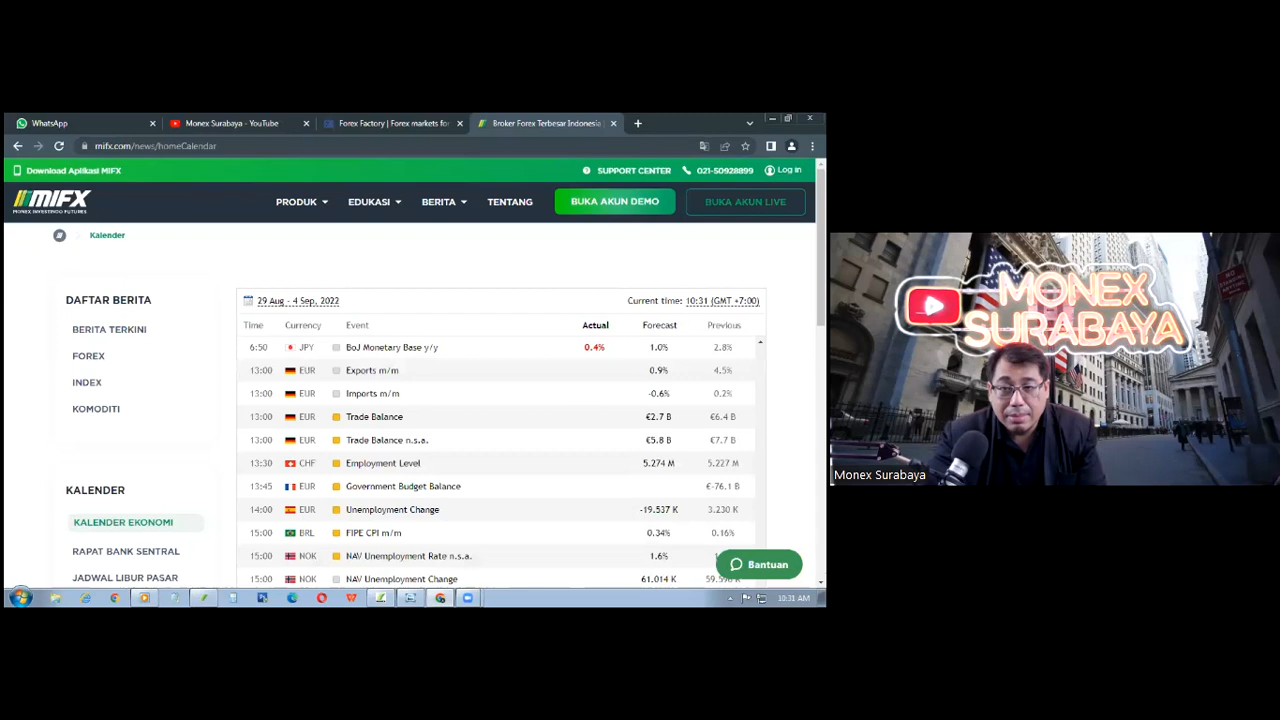 WhatsApp
Monex Surabaya - YouTube
Forex Factory | Forex markets for
Broker Forex Terbesar Indonesia |
mifx.com/news/homeCalendar
Download Aplikasi MIFX
SUPPORT CENTER
021-50928899
Log in
MIFX
MONEX INVESTINDO FUTURES
PRODUK
EDUKASI
BERITA
TENTANG
BUKA AKUN DEMO
BUKA AKUN LIVE
Kalender
DAFTAR BERITA
BERITA TERKINI
FOREX
INDEX
KOMODITI
KALENDER
KALENDER EKONOMI
RAPAT BANK SENTRAL
JADWAL LIBUR PASAR
29 Aug - 4 Sep, 2022
Current time: 10:31 (GMT +7:00)
Time Currency Event Actual Forecast Previous
6:50 JPY BoJ Monetary Base y/y 0.4% 1.0% 2.8%
13:00 EUR Exports m/m 0.9% 4.5%
13:00 EUR Imports m/m -0.6% 0.2%
13:00 EUR Trade Balance €2.7 B €6.4 B
13:00 EUR Trade Balance n.s.a. €5.8 B €7.7 B
13:30 CHF Employment Level 5.274 M 5.227 M
13:45 EUR Government Budget Balance €-76.1 B
14:00 EUR Unemployment Change -19.537 K 3.230 K
15:00 BRL FIPE CPI m/m 0.34% 0.16%
15:00 NOK NAV Unemployment Rate n.s.a. 1.6%
15:00 NOK NAV Unemployment Change 61.014 K
Bantuan
10:31 AM
MONEX
SURABAYA
NO
STANDING
ANYTIME
Monex Surabaya